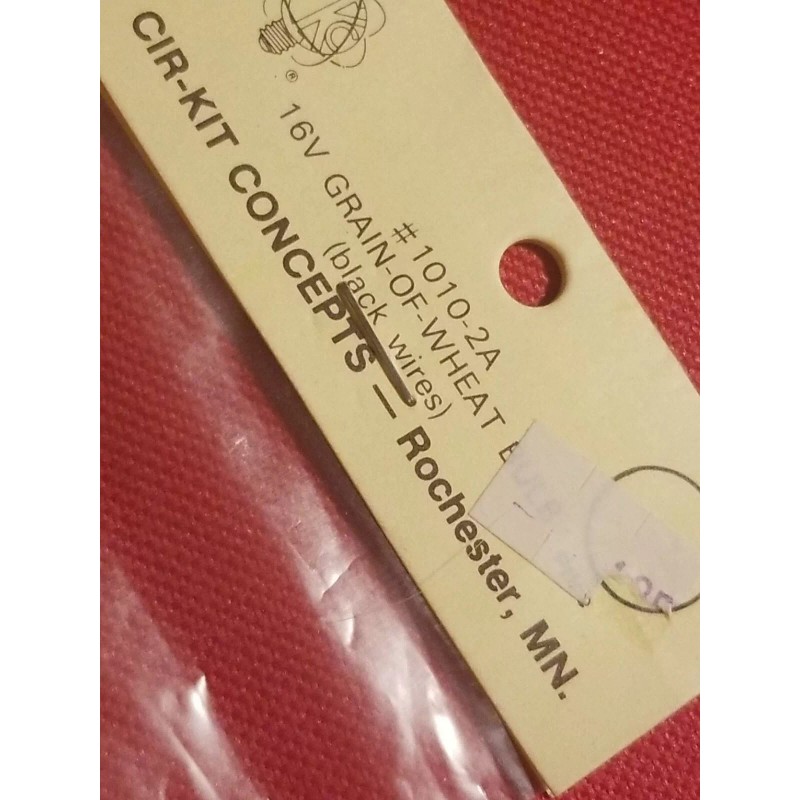 ®
#1010-2A
16V GRAIN-OF-WHEAT
(black wires)
CIR-KIT CONCEPTS — Rochester, MN.